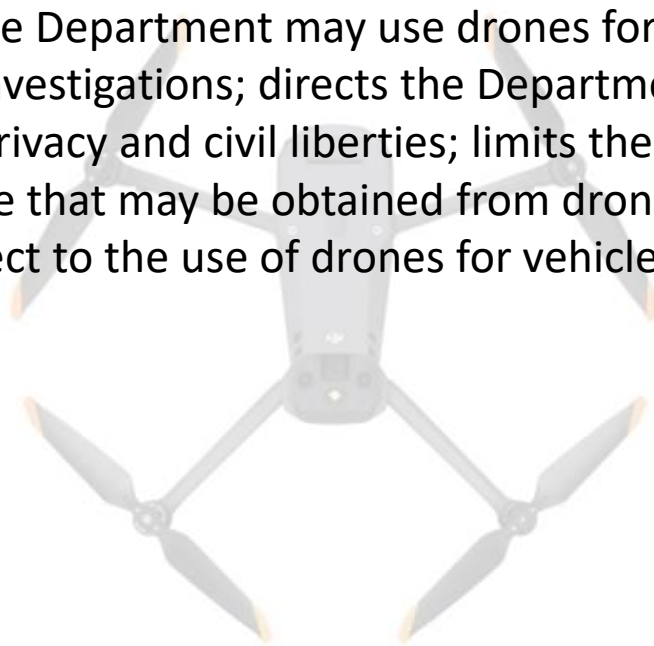 e Department may use drones for
vestigations; directs the Departme
rivacy and civil liberties; limits the
e that may be obtained from dron
ect to the use of drones for vehicle